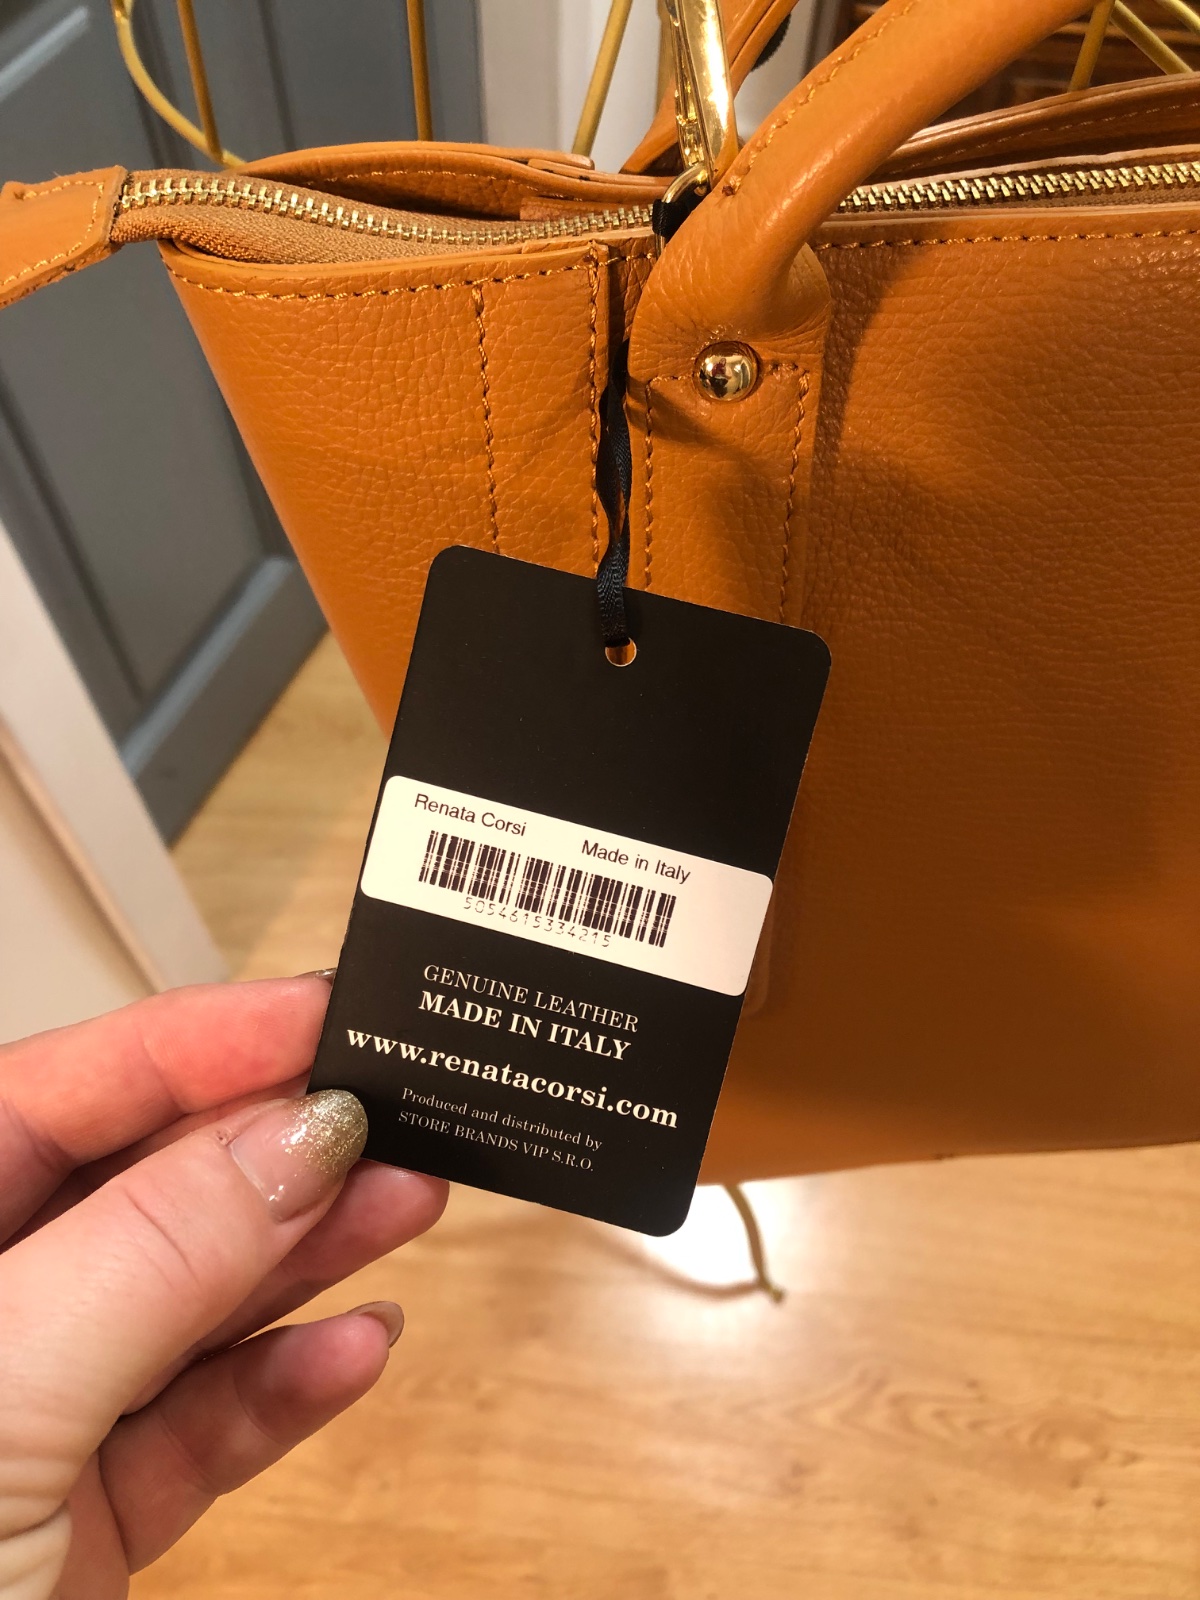 Renata Corsi
Made in Italy
5054615334215
GENUINE LEATHER
MADE IN ITALY
www.renatacorsi.com
Produced and distributed by
STORE BRANDS VIP S.R.O.